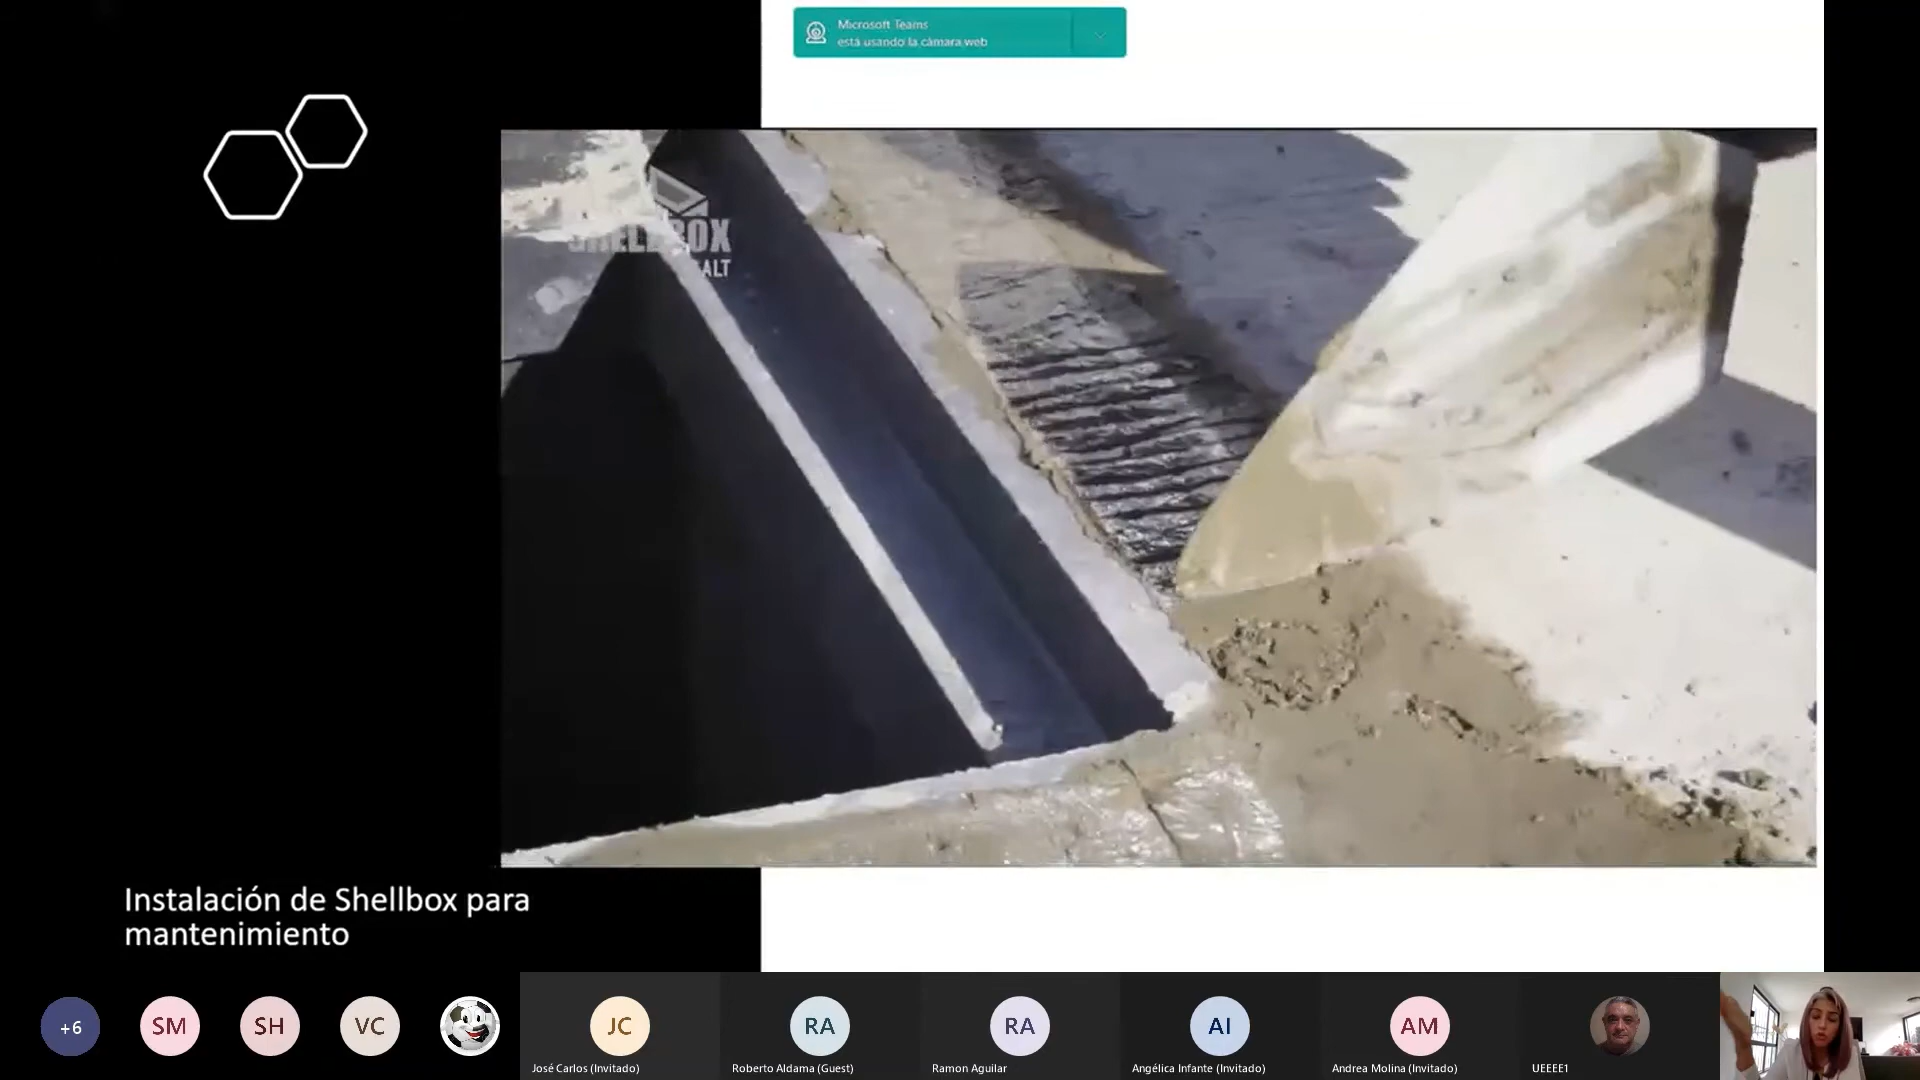 Microsoft Teams
está usando la cámara web
SHELLBOX
Instalación de Shellbox para
mantenimiento
+6
SM
SH
VC
JC
RA
RA
AI
AM
José Carlos (Invitado)
Roberto Aldama (Guest)
Ramon Aguilar
Angélica Infante (Invitado)
Andrea Molina (Invitado)
UEEEE1